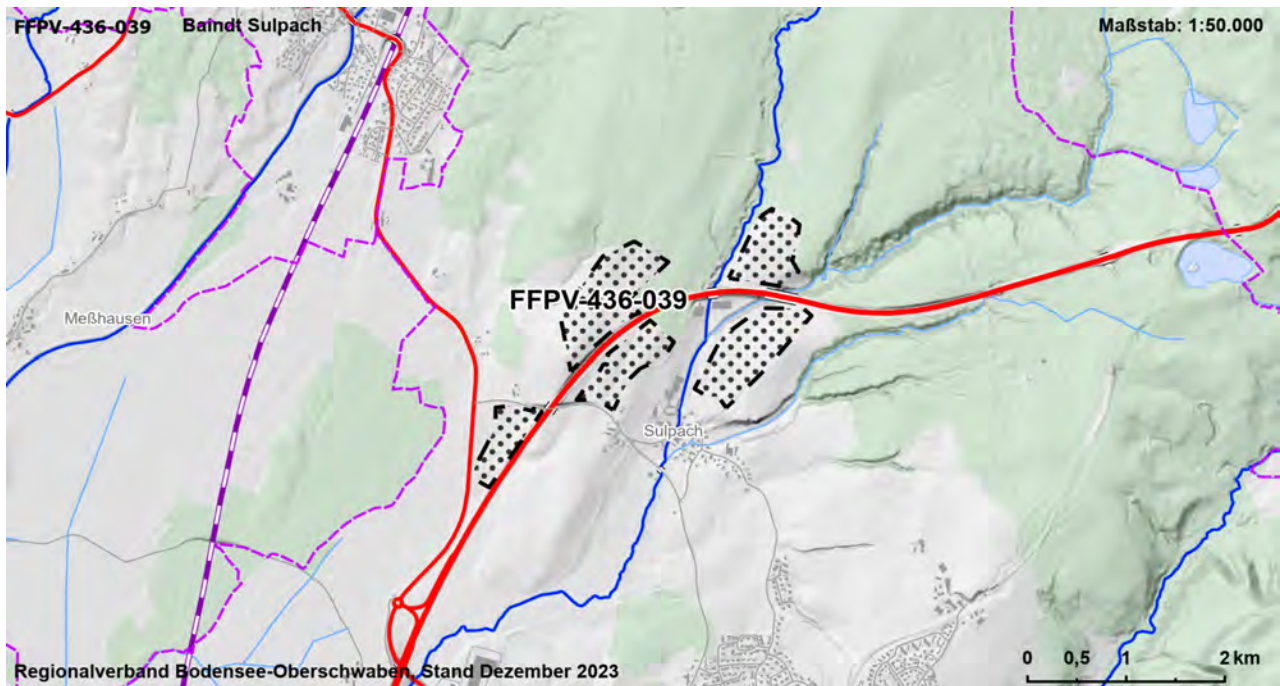 FFPV-436-039 Baindt Sulpach Maßstab: 1:50.000
FFPV-436-039
Meßhausen
Sulpach
Regionalverband Bodensee-Oberschwaben, Stand Dezember 2023
0 0,5 1 2 km